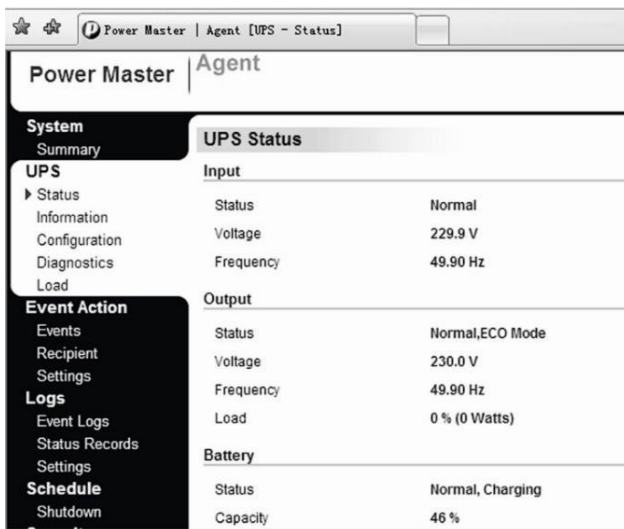 Power Master | Agent [UPS - Status]
Power Master | Agent
System
Summary
UPS
Status
Information
Configuration
Diagnostics
Load
Event Action
Events
Recipient
Settings
Logs
Event Logs
Status Records
Settings
Schedule
Shutdown
UPS Status
Input
Status Normal
Voltage 229.9 V
Frequency 49.90 Hz
Output
Status Normal,ECO Mode
Voltage 230.0 V
Frequency 49.90 Hz
Load 0 % (0 Watts)
Battery
Status Normal, Charging
Capacity 46 %